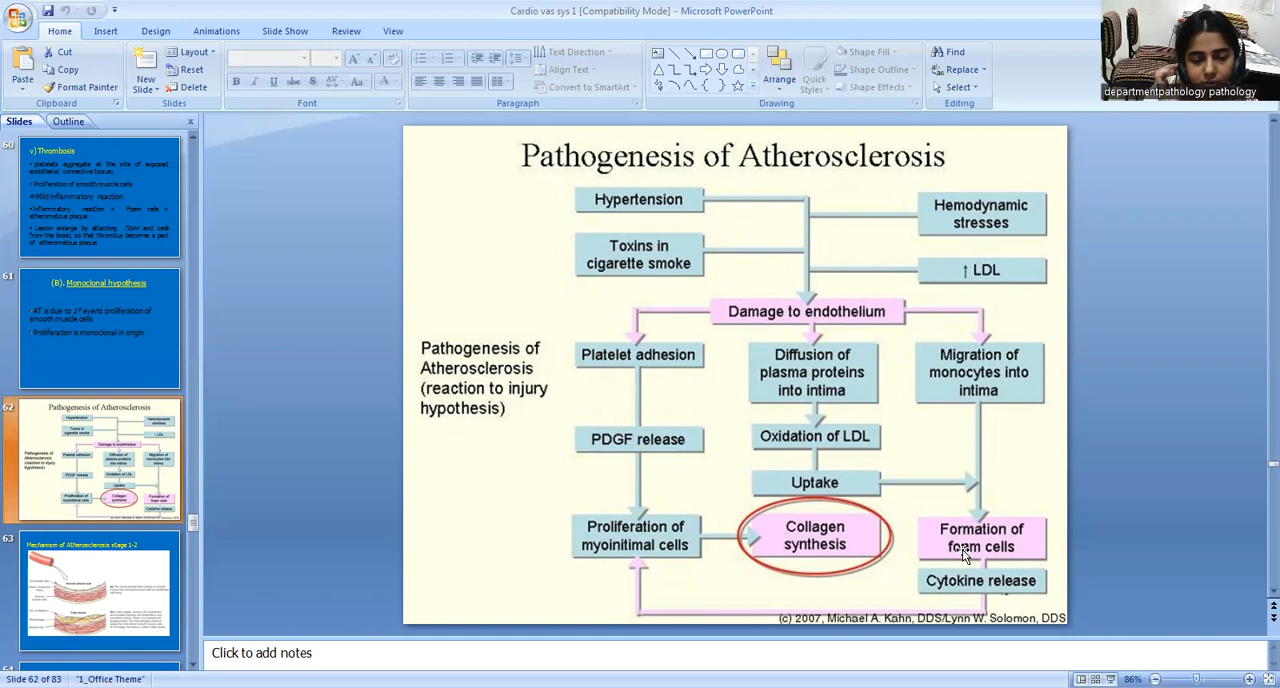 Cardio vas sys 1 [Compatibility Mode] - Microsoft PowerPoint
Home Insert Design Slide Show Animations Review View
Paste
Cut
Copy
Format Painter
Clipboard
New
Slide
Layout
Reset
Delete
Slides
Font
Text Direction
Align Text
Convert to SmartArt
Paragraph
Arrange
Quick
Styles
Shape Fill
Shape Outline
Shape Effects
Drawing
Find
Replace
Select
Editing
departmentpathology pathology
Slides Outline
60
v) Thrombosis
• platelets aggregate at the site of exposed
endothelial connective tissue;
• Proliferation of smooth muscle cells
Mild inflammatory reaction
Inflammatory reaction + Foam cells >
atheromatous plaque
• Lesion enlarge by attaching fibrin and cells
from the blood, so that thrombus becomes a part
of atheromatous plaque
61
(B). Monoclonal hypothesis
AT is due to 1º event: proliferation of
smooth muscle cells
Proliferation is monoclonal in origin
62
63
Mechanism of Atherosclerosis stage 1-2
64
Pathogenesis of Atherosclerosis
Hypertension
Hemodynamic
stresses
Toxins in
cigarette smoke
↑ LDL
Damage to endothelium
Pathogenesis of
Atherosclerosis
(reaction to injury
hypothesis)
Platelet adhesion
Diffusion of
plasma proteins
into intima
Migration of
monocytes into
intima
PDGF release
Oxidation of LDL
Uptake
Proliferation of
myoinitimal cells
Collagen
synthesis
Formation of
foam cells
Cytokine release
(c) 2007, Michael A. Kahn, DDS/Lynn W. Solomon, DDS
Click to add notes
Slide 62 of 83 "1_Office Theme" 86%